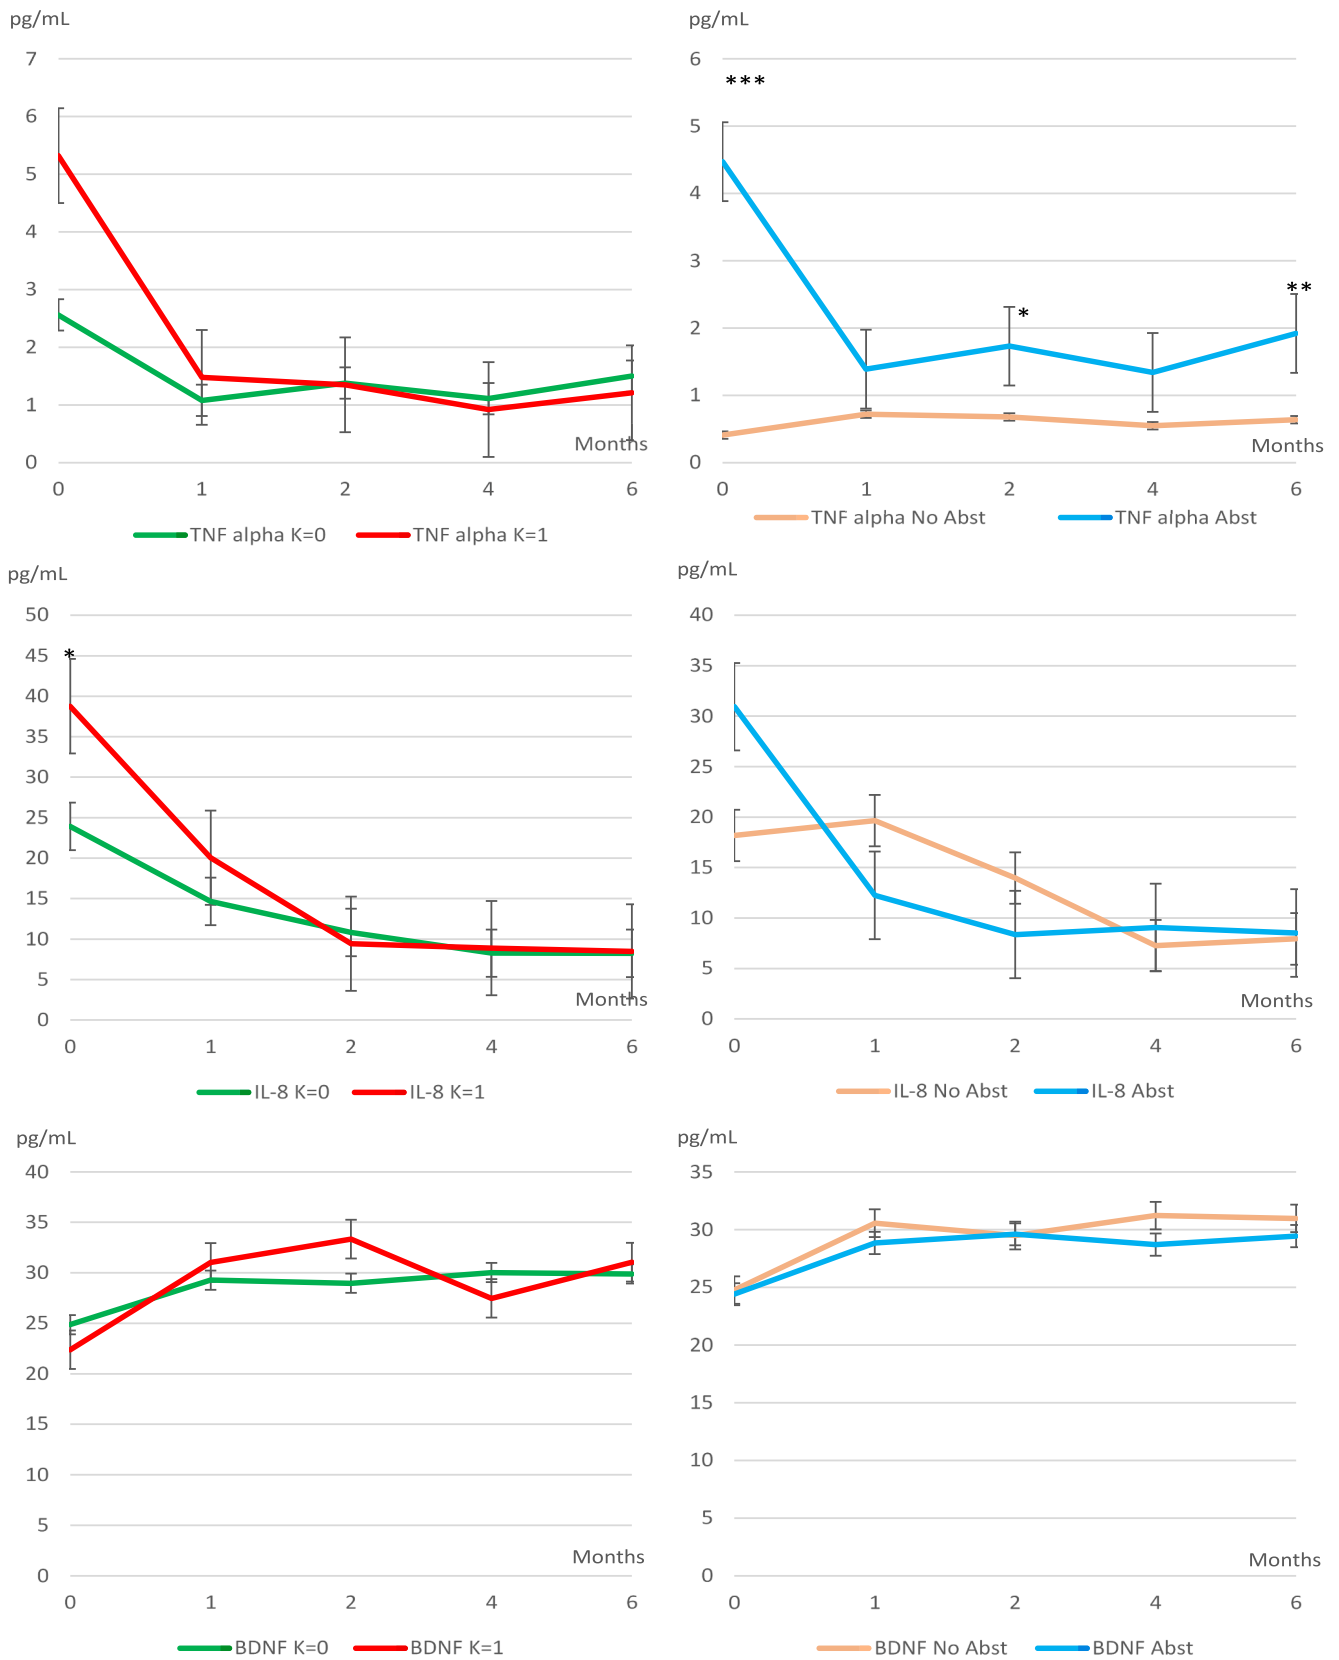 pg/mL
7
6
5
4
3
2
1
0
Months
0 1 2 4 6
TNF alpha K=0 TNF alpha K=1
pg/mL
6
5
4
3
2
1
0
***
*
**
Months
0 1 2 4 6
TNF alpha No Abst TNF alpha Abst
pg/mL
50
45
40
35
30
25
20
15
10
5
0
*
Months
0 1 2 4 6
IL-8 K=0 IL-8 K=1
pg/mL
40
35
30
25
20
15
10
5
0
Months
0 1 2 4 6
IL-8 No Abst IL-8 Abst
pg/mL
40
35
30
25
20
15
10
5
0
Months
0 1 2 4 6
BDNF K=0 BDNF K=1
pg/mL
35
30
25
20
15
10
5
0
Months
0 1 2 4 6
BDNF No Abst BDNF Abst